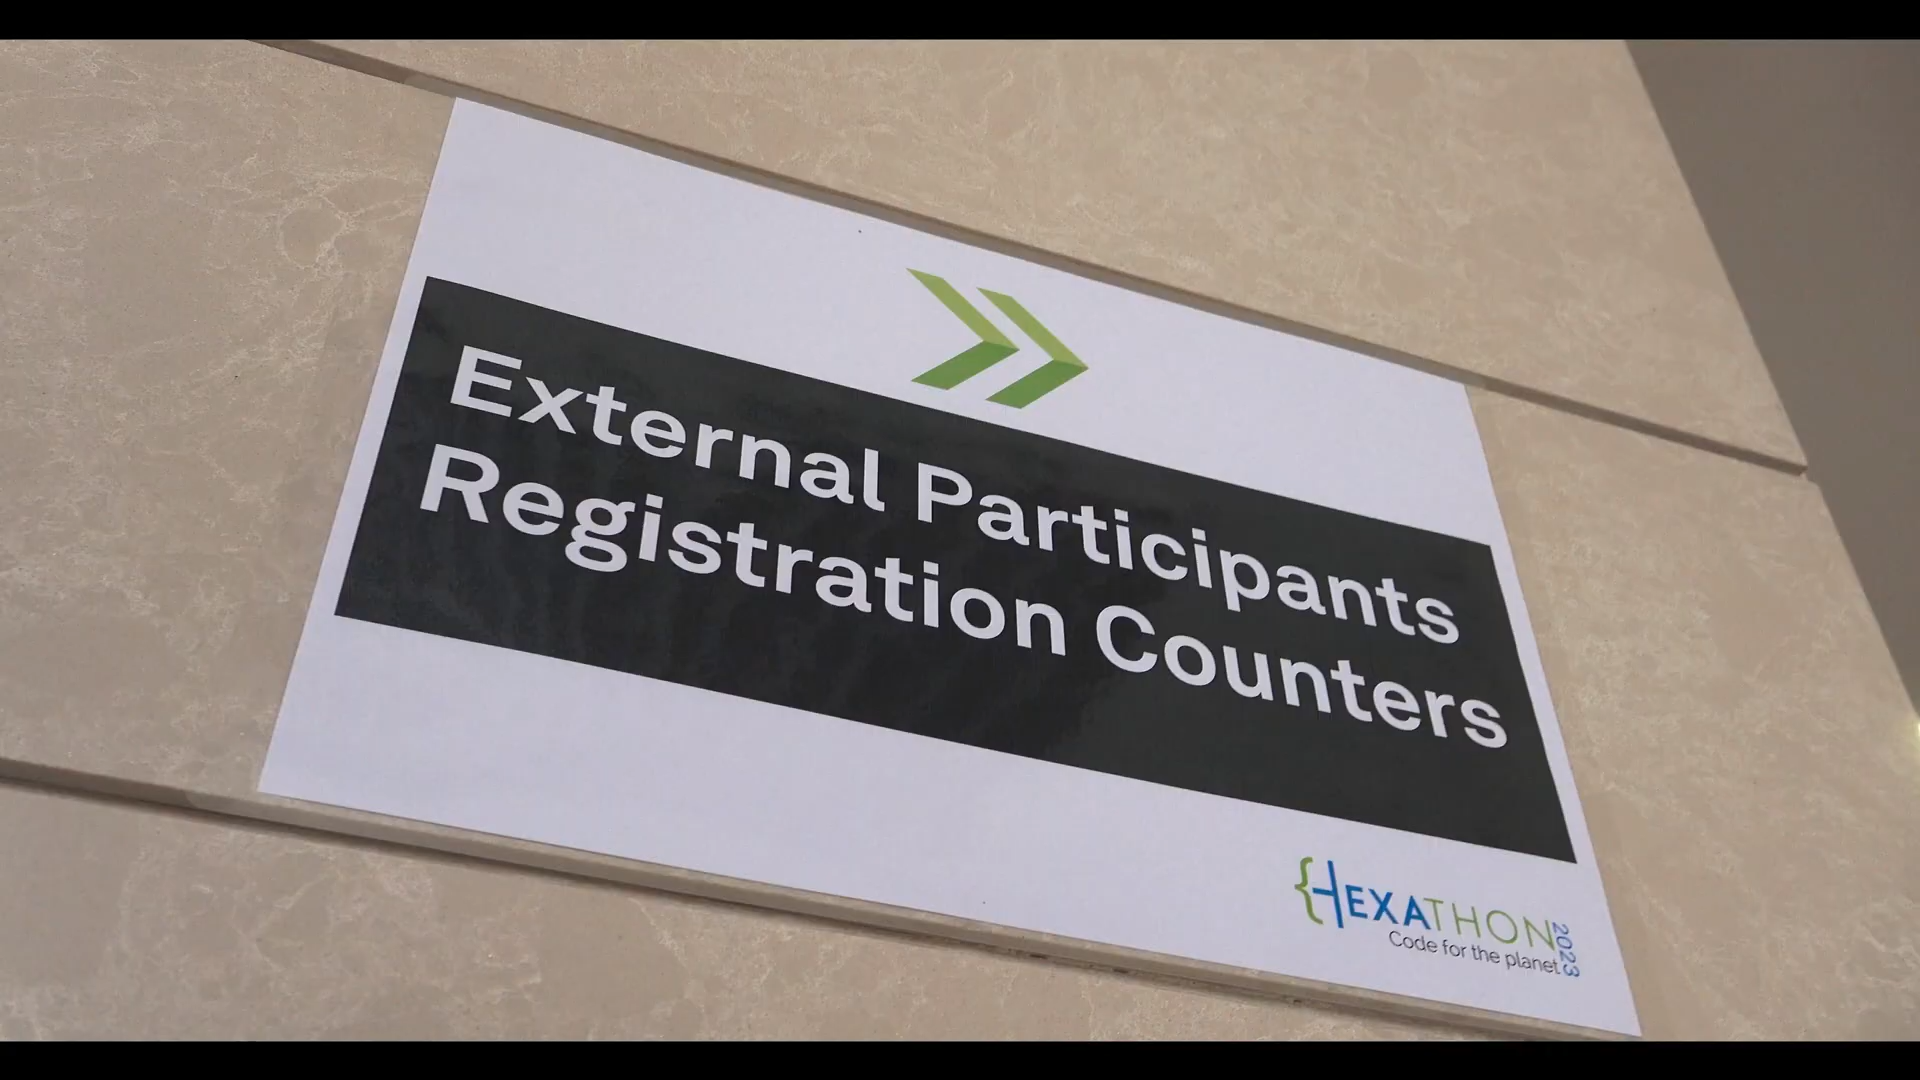 External Participants
Registration Counters
{HEXATHON 2023
Code for the planet